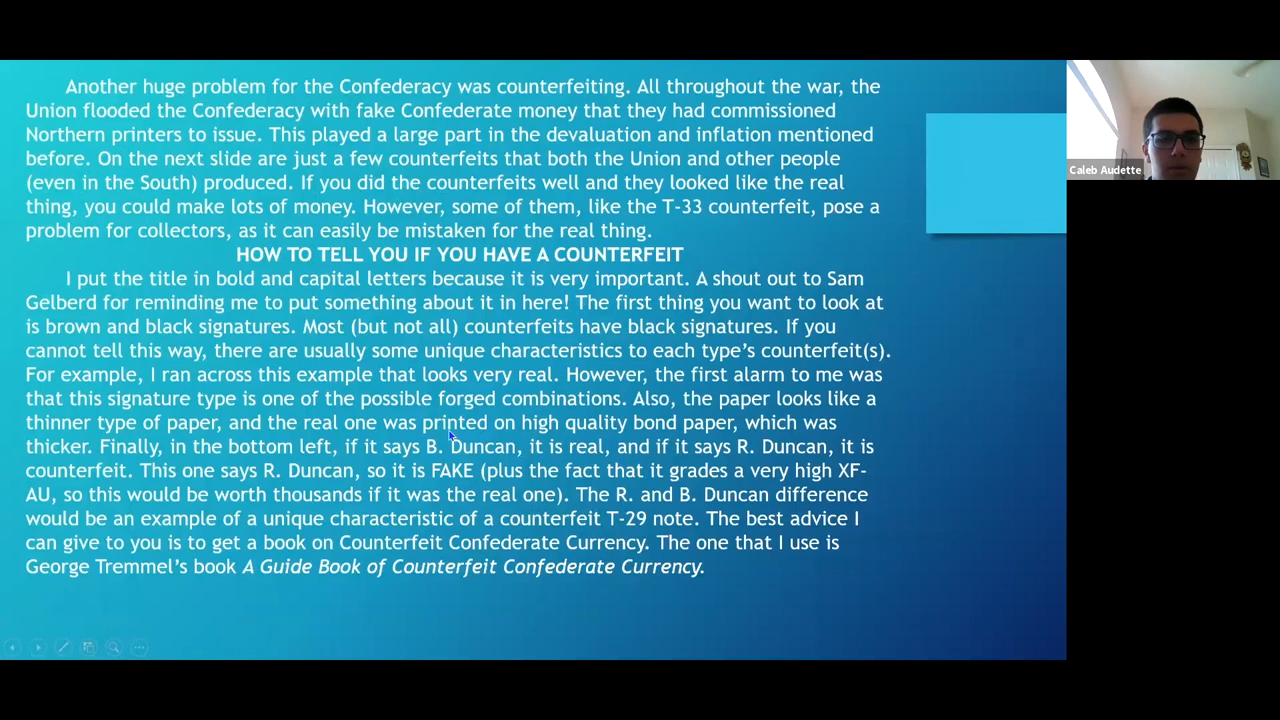 Another huge problem for the Confederacy was counterfeiting. All throughout the war, the
Union flooded the Confederacy with fake Confederate money that they had commissioned
Northern printers to issue. This played a large part in the devaluation and inflation mentioned
before. On the next slide are just a few counterfeits that both the Union and other people
(even in the South) produced. If you did the counterfeits well and they looked like the real
thing, you could make lots of money. However, some of them, like the T-33 counterfeit, pose a
problem for collectors, as it can easily be mistaken for the real thing.
HOW TO TELL YOU IF YOU HAVE A COUNTERFEIT
I put the title in bold and capital letters because it is very important. A shout out to Sam
Gelberd for reminding me to put something about it in here! The first thing you want to look at
is brown and black signatures. Most (but not all) counterfeits have black signatures. If you
cannot tell this way, there are usually some unique characteristics to each type’s counterfeit(s).
For example, I ran across this example that looks very real. However, the first alarm to me was
that this signature type is one of the possible forged combinations. Also, the paper looks like a
thinner type of paper, and the real one was printed on high quality bond paper, which was
thicker. Finally, in the bottom left, if it says B. Duncan, it is real, and if it says R. Duncan, it is
counterfeit. This one says R. Duncan, so it is FAKE (plus the fact that it grades a very high XF-
AU, so this would be worth thousands if it was the real one). The R. and B. Duncan difference
would be an example of a unique characteristic of a counterfeit T-29 note. The best advice I
can give to you is to get a book on Counterfeit Confederate Currency. The one that I use is
George Tremmel’s book A Guide Book of Counterfeit Confederate Currency.
Caleb Audette